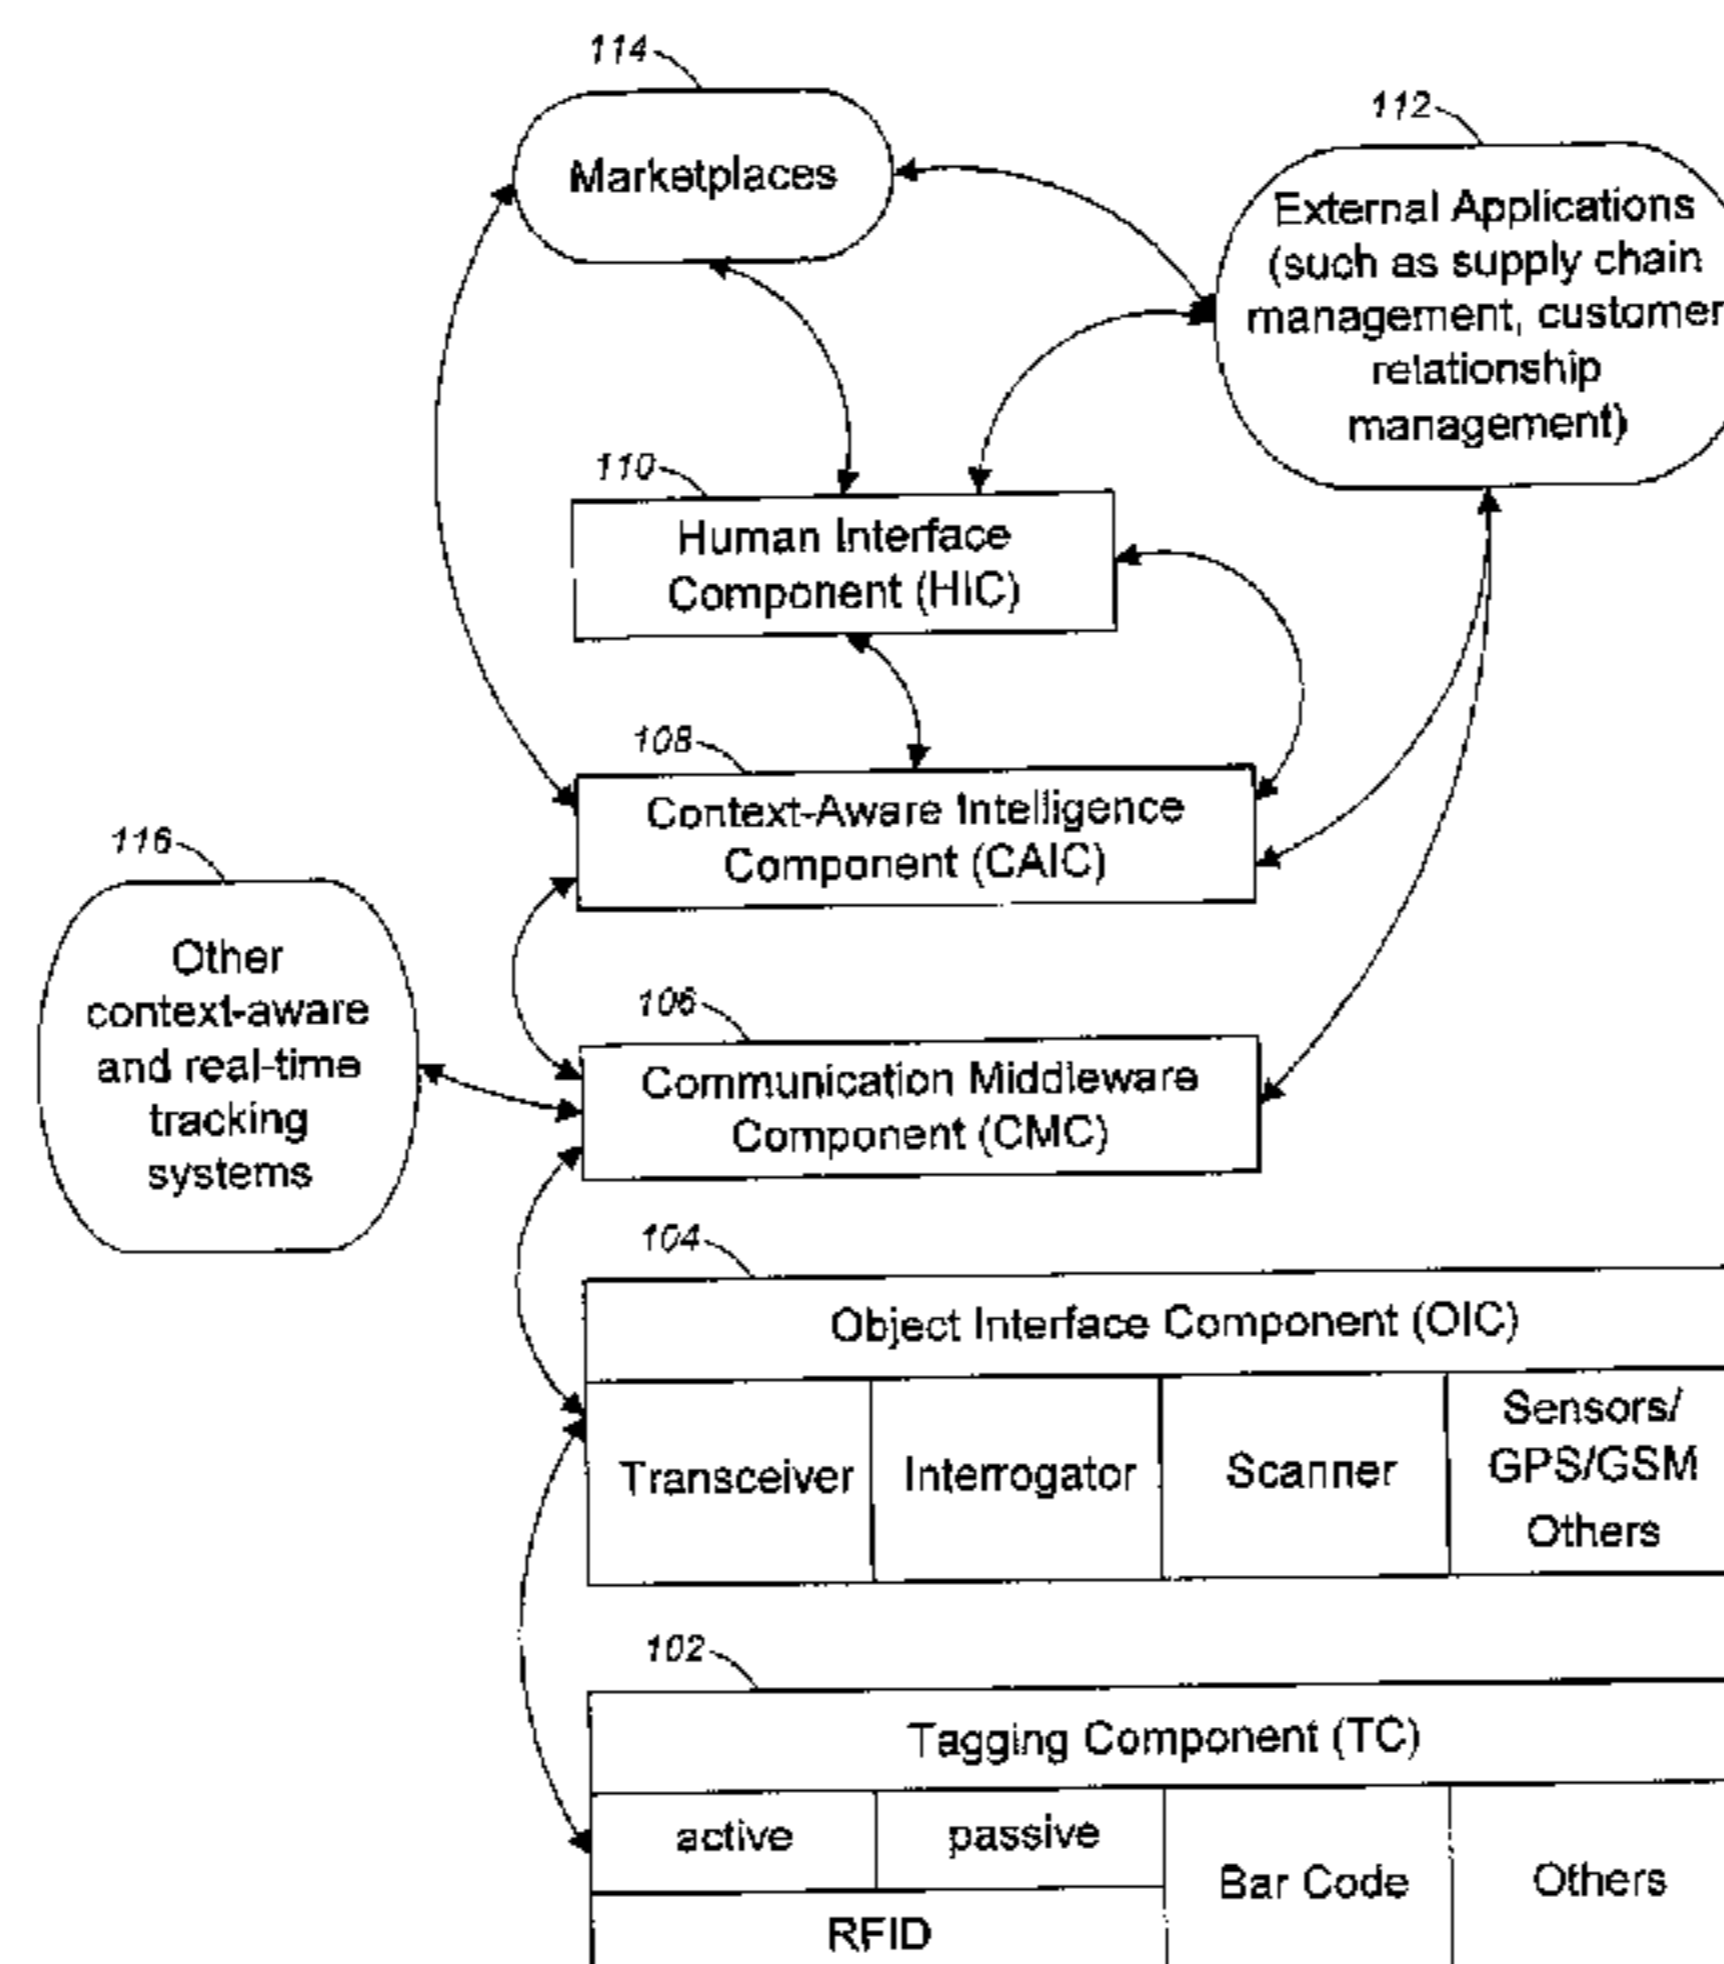 114
Marketplaces
112
External Applications
(such as supply chain
management, customer
relationship
management)
110
Human Interface
Component (HIC)
108
Context-Aware Intelligence
Component (CAIC)
116
Other
context-aware
and real-time
tracking
systems
106
Communication Middleware
Component (CMC)
104
Object Interface Component (OIC)
Transceiver
Interrogator
Scanner
Sensors/
GPS/GSM
Others
102
Tagging Component (TC)
active
passive
RFID
Bar Code
Others